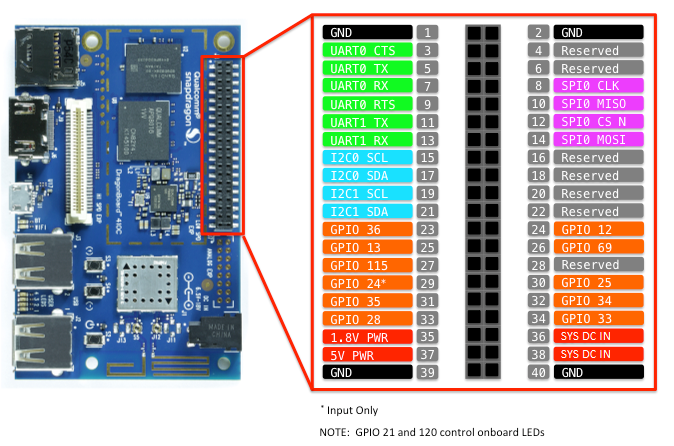 GND 1 2 GND
UART0 CTS 3 4 Reserved
UART0 TX 5 6 Reserved
UART0 RX 7 8 SPI0 CLK
UART0 RTS 9 10 SPI0 MISO
UART1 TX 11 12 SPI0 CS N
UART1 RX 13 14 SPI0 MOSI
I2C0 SCL 15 16 Reserved
I2C0 SDA 17 18 Reserved
I2C1 SCL 19 20 Reserved
I2C1 SDA 21 22 Reserved
GPIO 36 23 24 GPIO 12
GPIO 13 25 26 GPIO 69
GPIO 115 27 28 Reserved
GPIO 24* 29 30 GPIO 25
GPIO 35 31 32 GPIO 34
GPIO 28 33 34 GPIO 33
1.8V PWR 35 36 SYS DC IN
5V PWR 37 38 SYS DC IN
GND 39 40 GND
* Input Only
NOTE: GPIO 21 and 120 control onboard LEDs
Qualcomm
snapdragon
DragonBoard 410C
QUALCOMM
MADE IN
CHINA